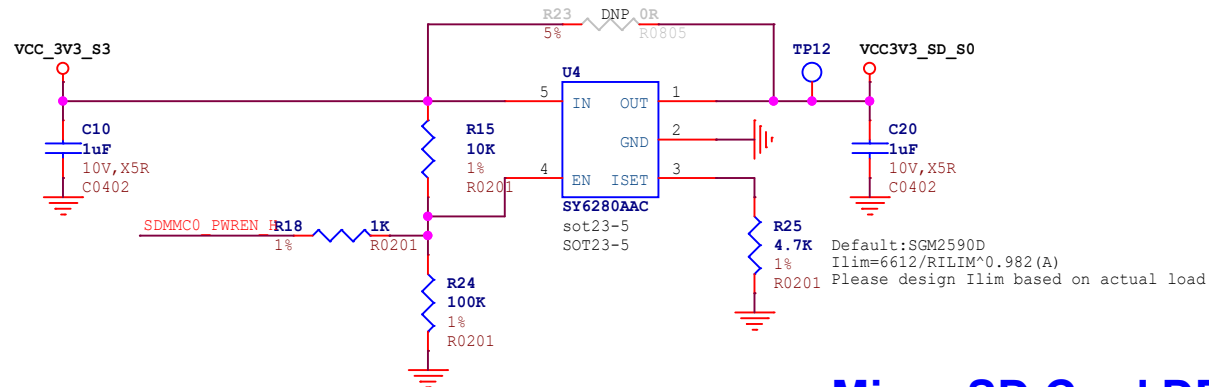 R23 DNP 0R
5% R0805
VCC_3V3_S3
TP12
VCC3V3_SD_S0
U4
5 IN OUT 1
GND 2
4 EN ISET 3
SY6280AAC
sot23-5
SOT23-5
C10
1uF
10V,X5R
C0402
R15
10K
1%
R0201
C20
1uF
10V,X5R
C0402
SDMMC0_PWREN_H
R18 1K
1% R0201
R24
100K
1%
R0201
R25
4.7K
1%
R0201
Default:SGM2590D
Ilim=6612/RILIM^0.982(A)
Please design Ilim based on actual load